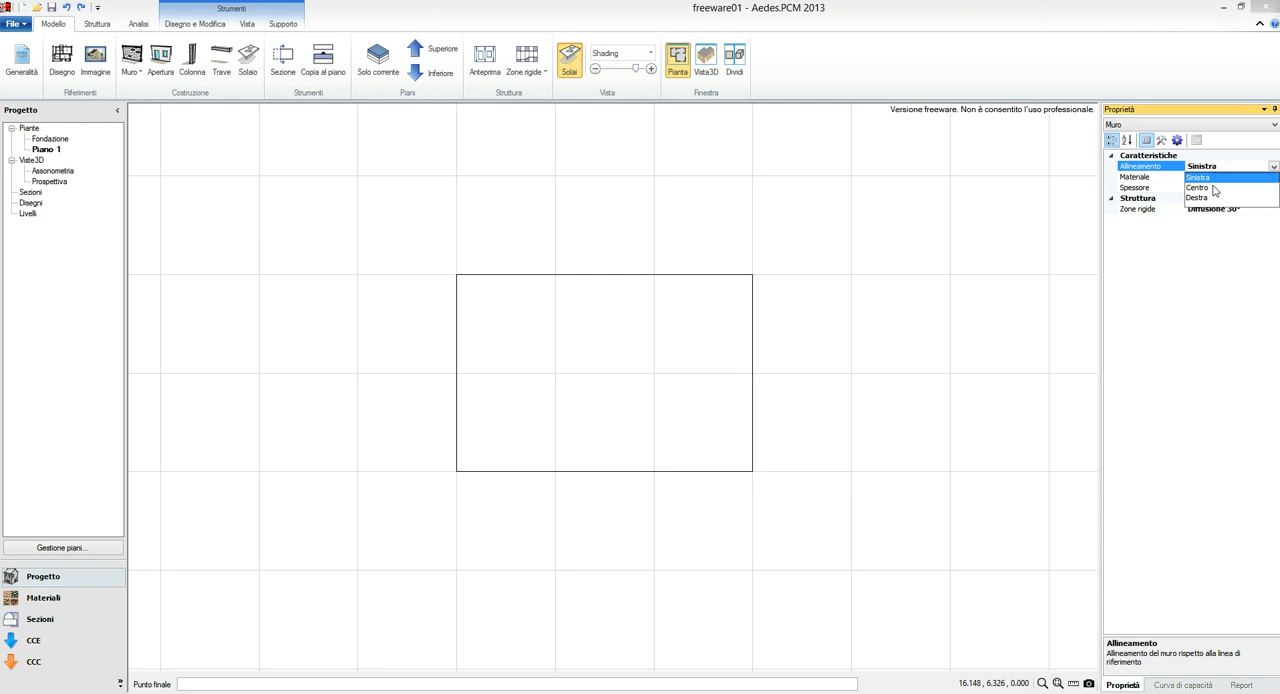 freeware01 - Aedes.PCM 2013
Strumenti
File
Modello
Struttura
Analisi
Disegno e Modifica
Vista
Supporto
Generalità
Disegno
Immagine
Muro
Apertura
Colonna
Trave
Solaio
Sezione
Copia al piano
Solo corrente
Superiore
Inferiore
Anteprima
Zone rigide
Solai
Shading
Pianta
Vista3D
Dividi
Riferimenti
Costruzione
Strumenti
Piani
Struttura
Vista
Finestra
Progetto
Piante
Fondazione
Piano 1
Viste3D
Assonometria
Prospettiva
Sezioni
Disegni
Livelli
Gestione piani...
Progetto
Materiali
Sezioni
CCE
CCC
Versione freeware. Non è consentito l'uso professionale.
Punto finale
16.148 , 6.326 , 0.000
Proprietà
Muro
Caratteristiche
Allineamento Sinistra
Materiale Sinistra
Spessore Centro
Struttura Destra
Zone rigide Diffusione 30°
Allineamento
Allineamento del muro rispetto alla linea di
riferimento
Proprietà
Curva di capacità
Report